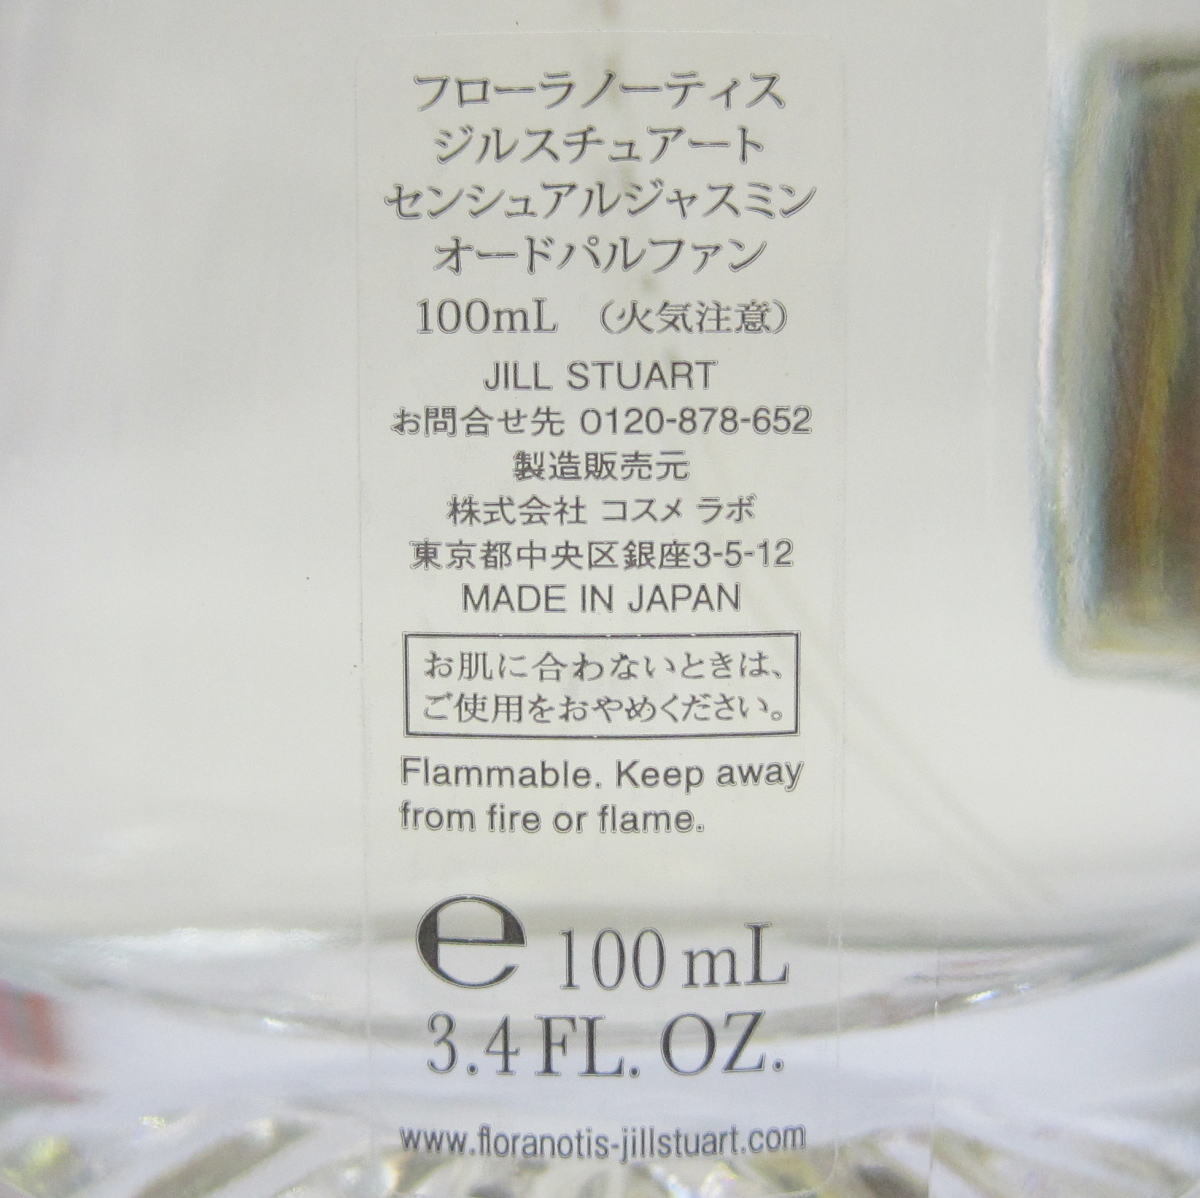 フローラノーティス
ジルスチュアート
センシュアルジャスミン
オードパルファン
100mL （火気注意）
JILL STUART
お問合せ先 0120-878-652
製造販売元
株式会社 コスメ ラボ
東京都中央区銀座3-5-12
MADE IN JAPAN
お肌に合わないときは、
ご使用をおやめください。
Flammable. Keep away
from fire or flame.
℮ 100 mL
3.4 FL. OZ.
www.floranotis-jillstuart.com